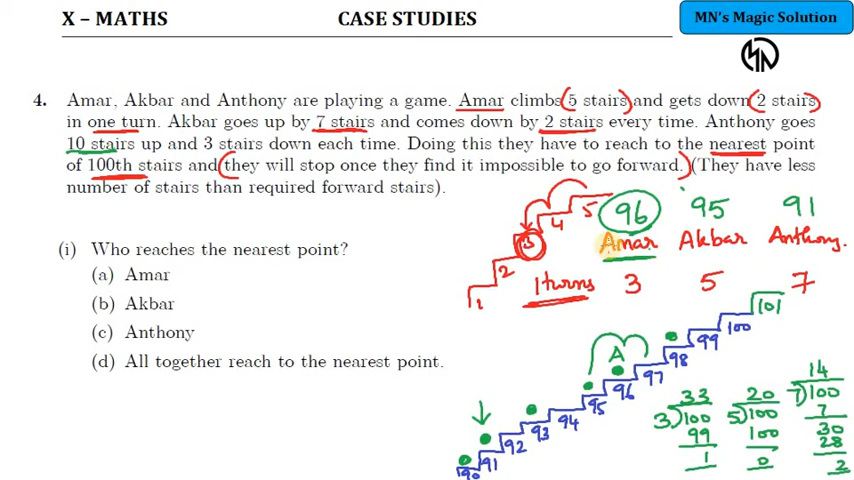 X – MATHS
CASE STUDIES
MN's Magic Solution
MN
4. Amar, Akbar and Anthony are playing a game. Amar climbs 5 stairs and gets down 2 stairs
in one turn. Akbar goes up by 7 stairs and comes down by 2 stairs every time. Anthony goes
10 stairs up and 3 stairs down each time. Doing this they have to reach to the nearest point
of 100th stairs and they will stop once they find it impossible to go forward. (They have less
number of stairs than required forward stairs).
(i) Who reaches the nearest point?
(a) Amar
(b) Akbar
(c) Anthony
(d) All together reach to the nearest point.
96 95 91
Amar Akbar Anthony.
1 turns 3 5 7
1 2 3 4 5
A
90 91 92 93 94 95 96 97 98 99 100 101
33
3)100
99
1
20
5)100
100
0
14
7)100
7
30
28
2